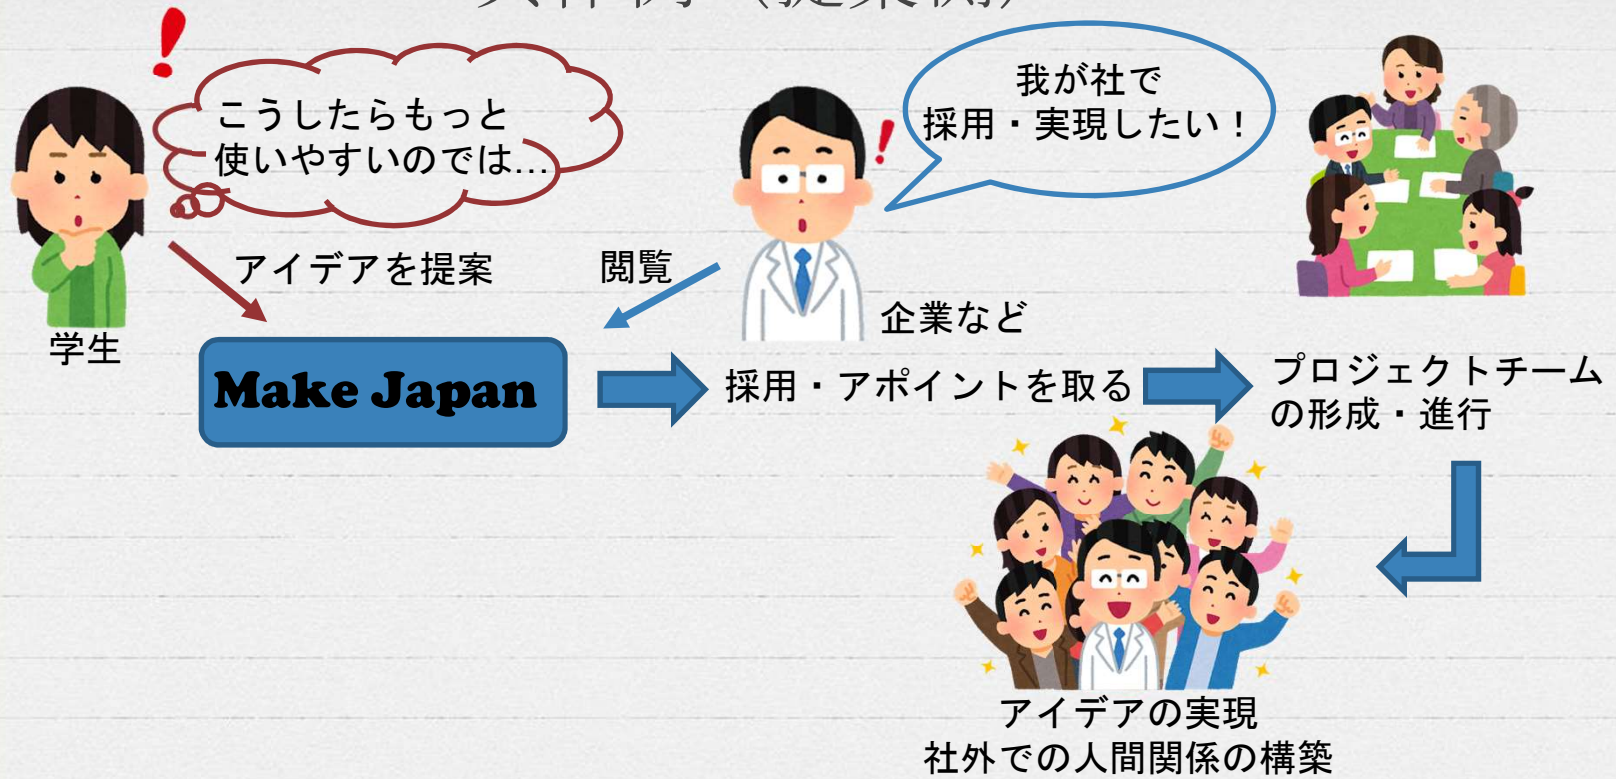 こうしたらもっと
使いやすいのでは…
我が社で
採用・実現したい！
アイデアを提案
閲覧
学生
企業など
Make Japan
採用・アポイントを取る
プロジェクトチーム
の形成・進行
アイデアの実現
社外での人間関係の構築